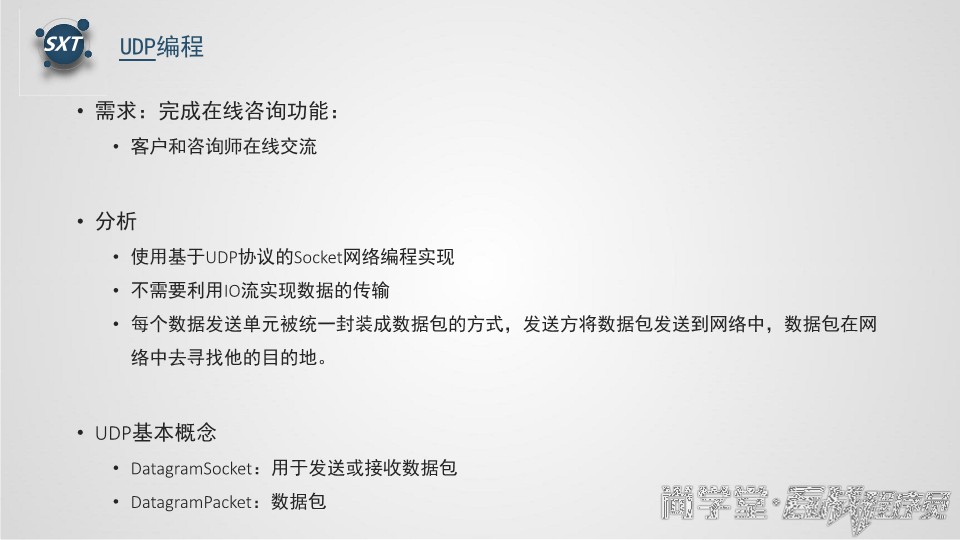 SXT
UDP编程
• 需求：完成在线咨询功能：
• 客户和咨询师在线交流
• 分析
• 使用基于UDP协议的Socket网络编程实现
• 不需要利用IO流实现数据的传输
• 每个数据发送单元被统一封装成数据包的方式，发送方将数据包发送到网络中，数据包在网
络中去寻找他的目的地。
• UDP基本概念
• DatagramSocket：用于发送或接收数据包
• DatagramPacket：数据包
尚学堂·
程序员